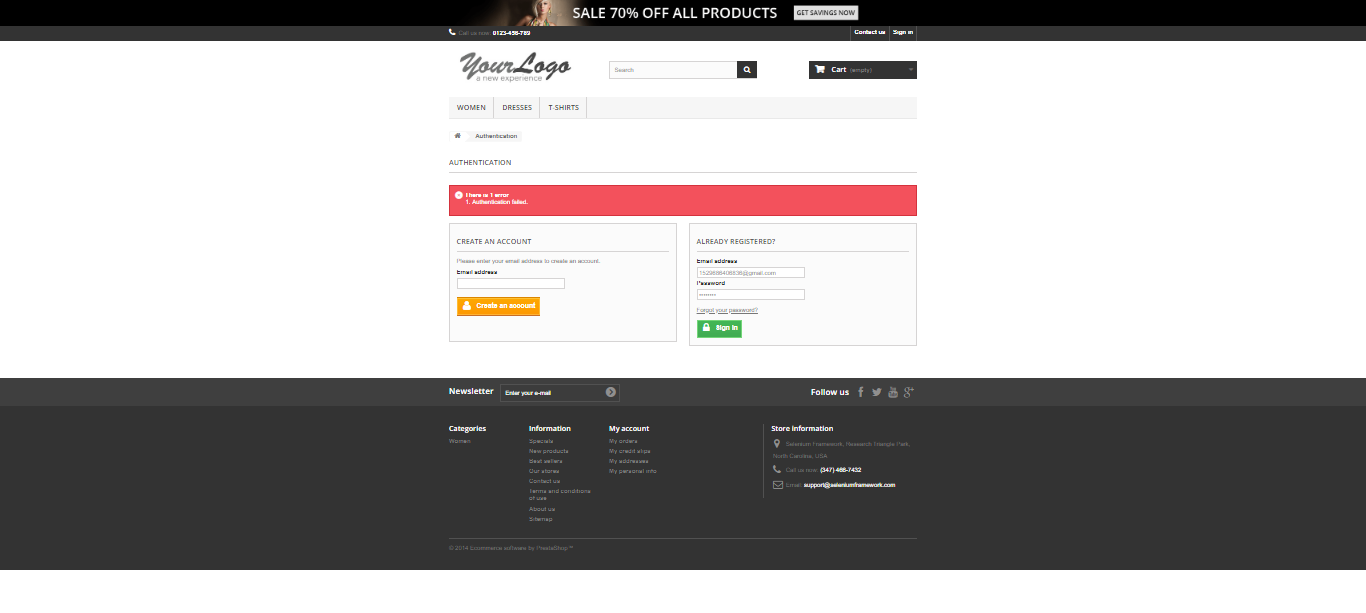 SALE 70% OFF ALL PRODUCTS
GET SAVINGS NOW
Call us now: 0123-456-789
Contact us
Sign in
YourLogo
a new experience
Search
Cart (empty)
WOMEN
DRESSES
T-SHIRTS
Authentication
AUTHENTICATION
There is 1 error
1. Authentication failed.
CREATE AN ACCOUNT
Please enter your email address to create an account.
Email address
Create an account
ALREADY REGISTERED?
Email address
Password
Forgot your password?
Sign in
Newsletter
Enter your e-mail
Follow us
Categories
Women
Information
Specials
New products
Best sellers
Our stores
Contact us
Terms and conditions
of use
About us
Sitemap
My account
My orders
My credit slips
My addresses
My personal info
Store information
Selenium Framework, Research Triangle Park,
North Carolina, USA
Call us now: (347) 466-7432
Email: support@seleniumframework.com
© 2014 Ecommerce software by PrestaShop™